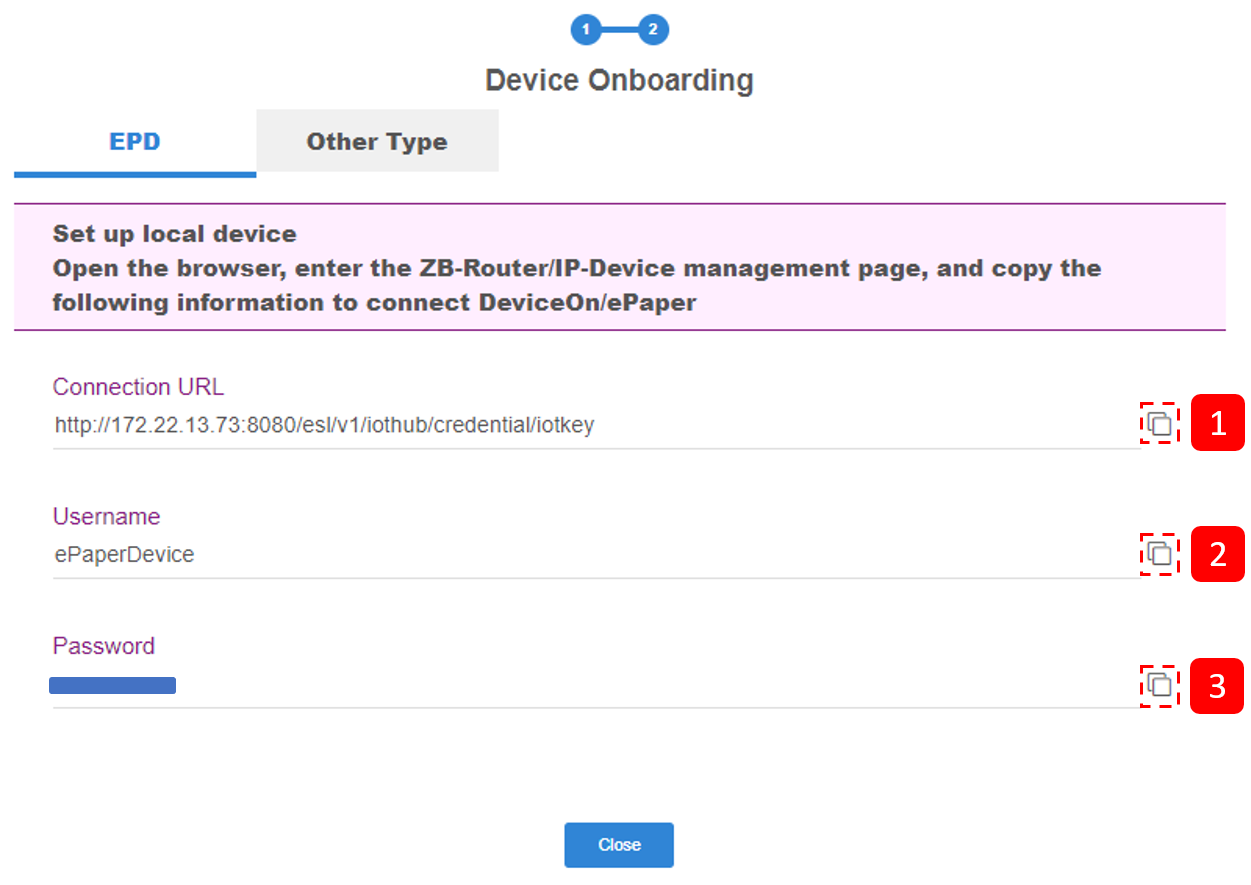 1 2
Device Onboarding
EPD Other Type
Set up local device
Open the browser, enter the ZB-Router/IP-Device management page, and copy the
following information to connect DeviceOn/ePaper
Connection URL
http://172.22.13.73:8080/esl/v1/iothub/credential/iotkey
1
Username
ePaperDevice
2
Password
3
Close